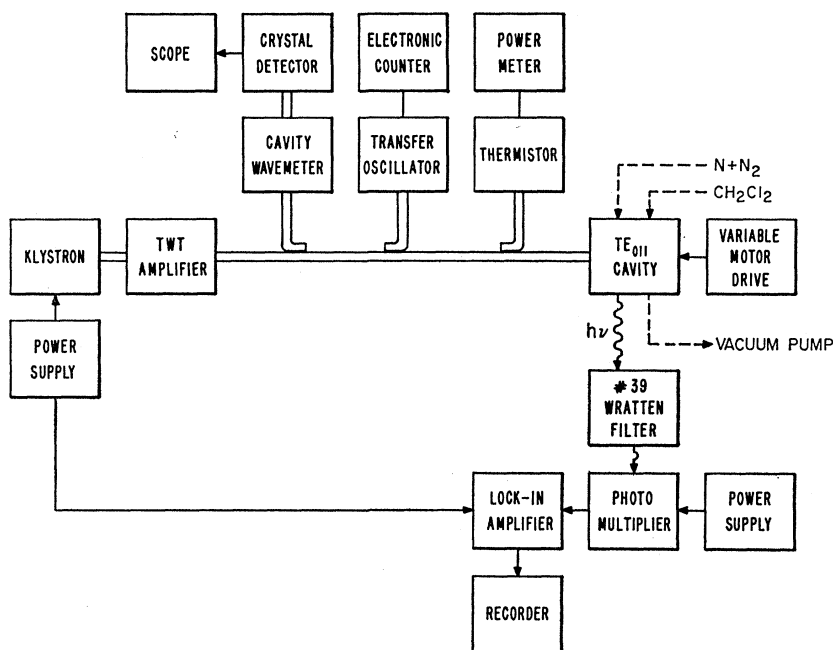 SCOPE
CRYSTAL
DETECTOR
ELECTRONIC
COUNTER
POWER
METER
CAVITY
WAVEMETER
TRANSFER
OSCILLATOR
THERMISTOR
N+N₂
CH₂Cl₂
KLYSTRON
TWT
AMPLIFIER
TE₀₁₁
CAVITY
VARIABLE
MOTOR
DRIVE
POWER
SUPPLY
hν
VACUUM PUMP
#39
WRATTEN
FILTER
LOCK-IN
AMPLIFIER
PHOTO
MULTIPLIER
POWER
SUPPLY
RECORDER